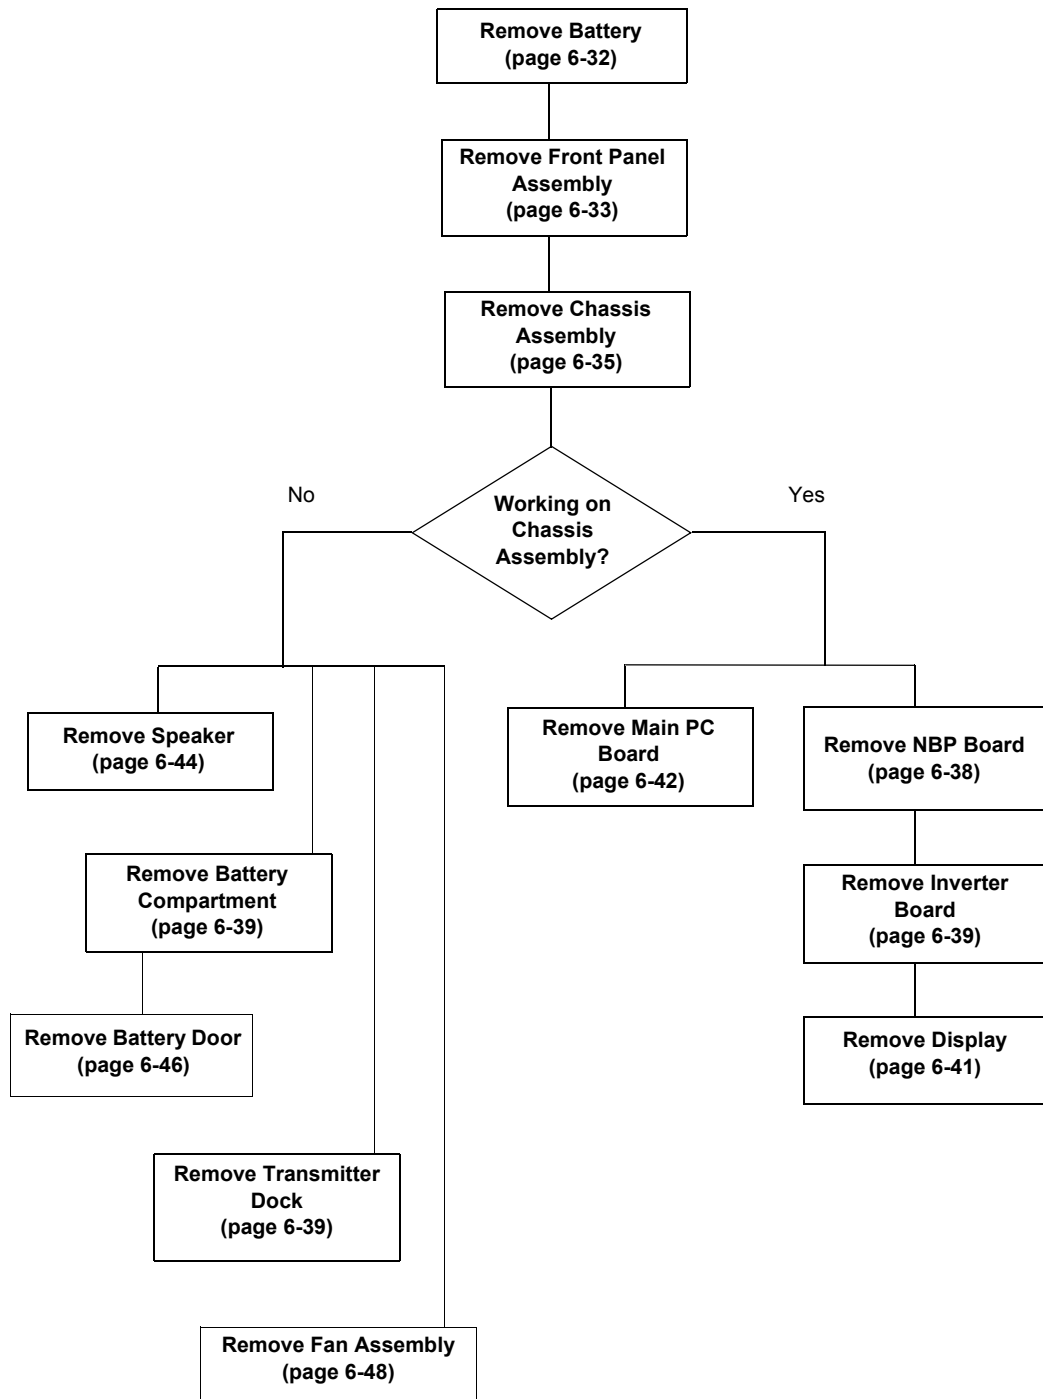 Remove Battery
(page 6-32)
Remove Front Panel
Assembly
(page 6-33)
Remove Chassis
Assembly
(page 6-35)
No
Yes
Working on
Chassis
Assembly?
Remove Speaker
(page 6-44)
Remove Main PC
Board
(page 6-42)
Remove NBP Board
(page 6-38)
Remove Battery
Compartment
(page 6-39)
Remove Inverter
Board
(page 6-39)
Remove Battery Door
(page 6-46)
Remove Display
(page 6-41)
Remove Transmitter
Dock
(page 6-39)
Remove Fan Assembly
(page 6-48)